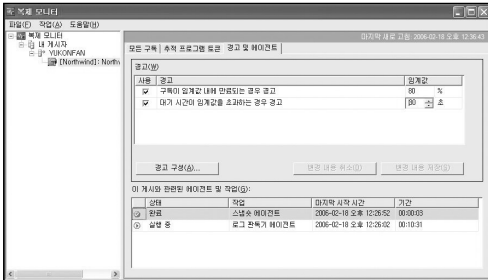 복제 모니터
파일(F) 작업(A) 도움말(H)
복제 모니터
내 게시자
YUKONFAN
[Northwind] : North
마지막 새로 고침: 2006-02-18 오후 12:36:43
모든 구독 추적 프로그램 토큰 경고 및 에이전트
경고(W)
사용 경고 임계값
구독이 임계값 내에 만료되는 경우 경고 80 %
대기 시간이 임계값을 초과하는 경우 경고 80 초
경고 구성(A)... 변경 내용 취소(D) 변경 내용 저장(S)
이 게시와 관련된 에이전트 및 작업(G):
상태 작업 마지막 시작 시간 기간
완료 스냅숏 에이전트 2006-02-18 오후 12:26:52 00:00:03
실행 중 로그 판독기 에이전트 2006-02-18 오후 12:26:02 00:10:31